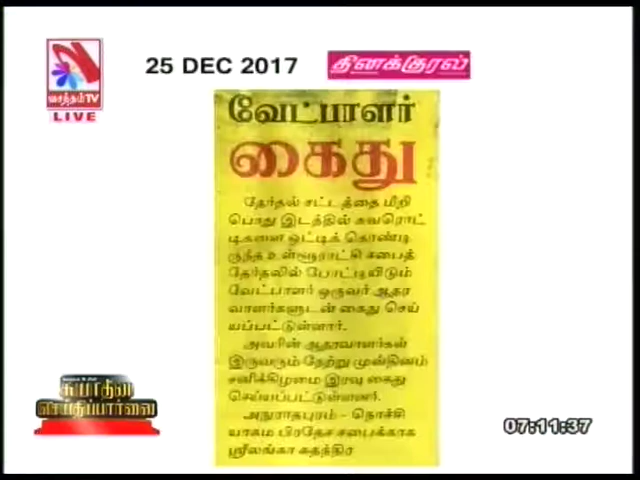 வசந்தம்TV
LIVE
25 DEC 2017
தினக்குரல்
வேட்பாளர்
கைது
தேர்தல் சட்டத்தை மீறி
பொது இடத்தில் சுவரொட்
டிகளை ஒட்டிக் கொண்டி
ருந்த உள்ளூராட்சி சபைத்
தேர்தலில் போட்டியிடும்
வேட்பாளர் ஒருவர் ஆதர
வாளர்களுடன் கைது செய்
யப்பட்டுள்ளார்.
அவரின் ஆதரவாளர்கள்
இருவரும் நேற்று முன்தினம்
சனிக்கிழமை இரவு கைது
செய்யப்பட்டுள்ளனர்.
அநுராதபுரம் - நொச்சி
யாகம பிரதேச சபைக்காக
ஸ்ரீலங்கா சுதந்திர
செய்திப்பார்வை
07:11:37